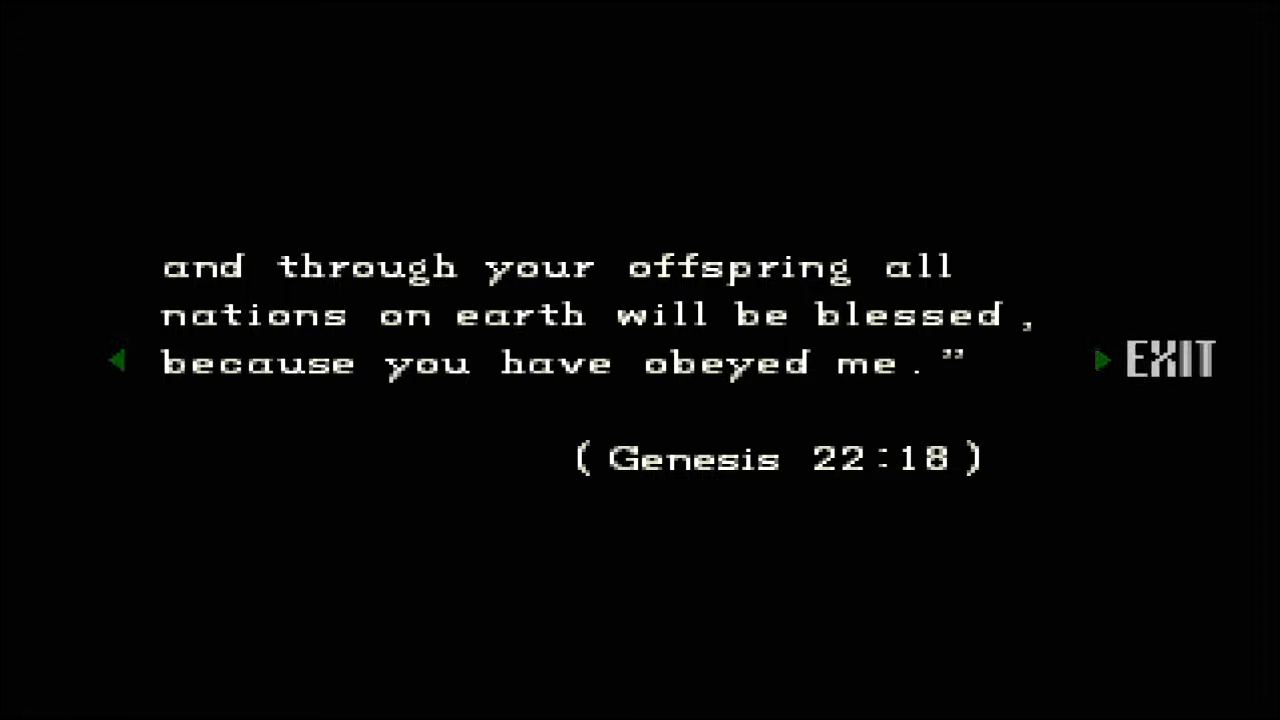 and through your offspring all
nations on earth will be blessed,
because you have obeyed me.”
EXIT
(Genesis 22:18)